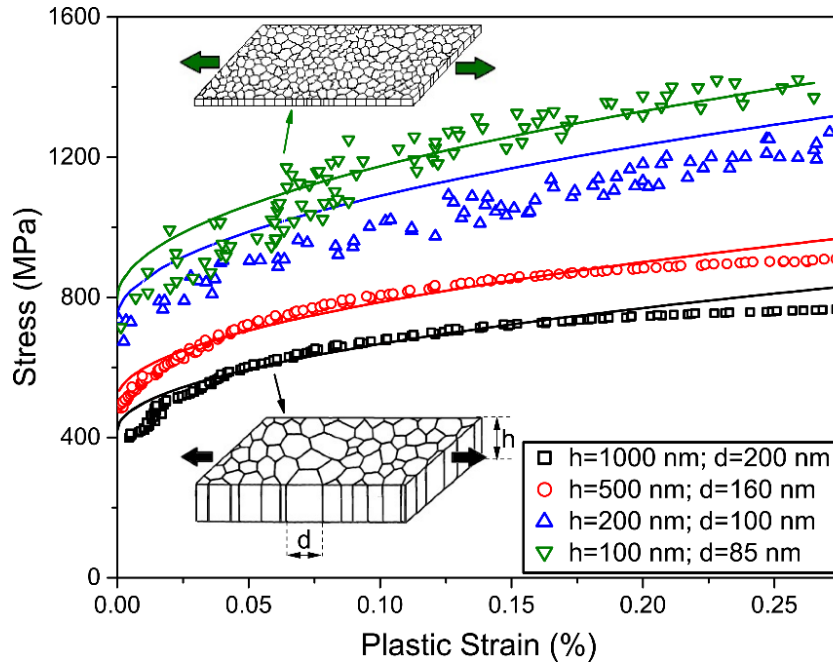 1600
1200
800
400
0
Stress (MPa)
h
d
h=1000 nm; d=200 nm
h=500 nm; d=160 nm
h=200 nm; d=100 nm
h=100 nm; d=85 nm
0.00 0.05 0.10 0.15 0.20 0.25
Plastic Strain (%)